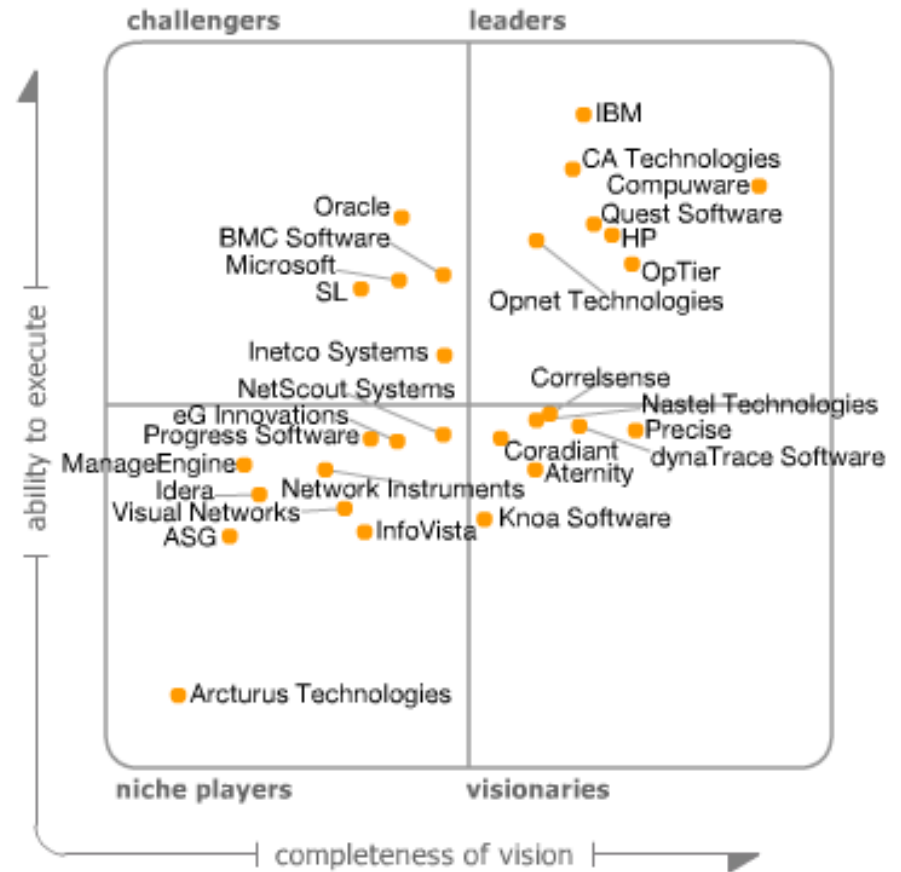 challengers
leaders
IBM
CA Technologies
Compuware
Oracle
Quest Software
BMC Software
HP
Microsoft
OpTier
SL
Opnet Technologies
Inetco Systems
Correlsense
NetScout Systems
Nastel Technologies
eG Innovations
Progress Software
Precise
Coradiant
dynaTrace Software
ManageEngine
Aternity
Idera
Network Instruments
Visual Networks
Knoa Software
InfoVista
ASG
Arcturus Technologies
niche players
visionaries
ability to execute
completeness of vision